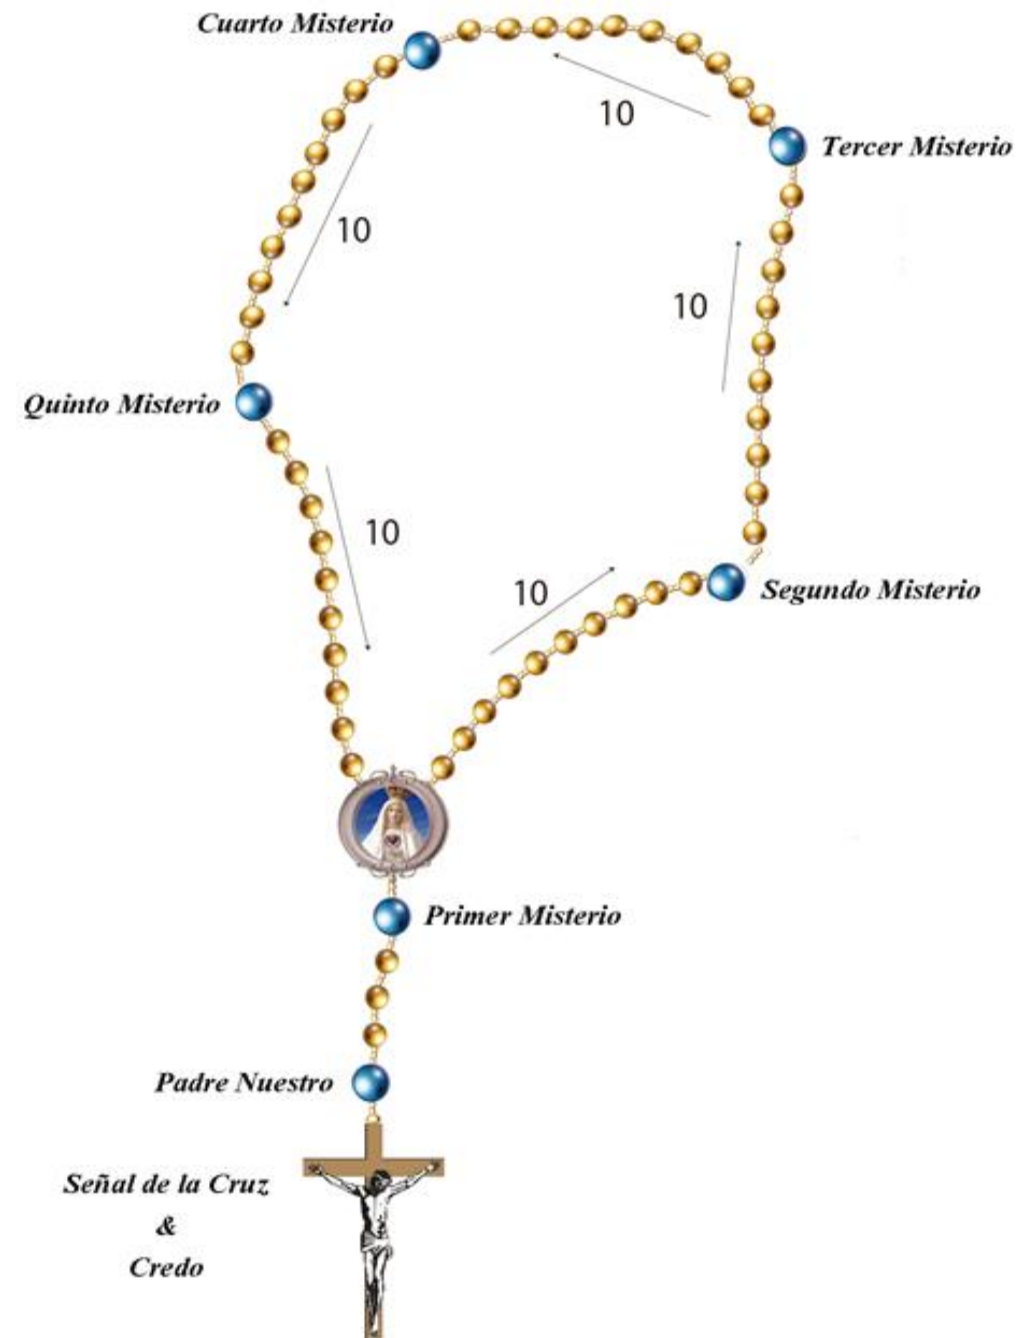 Cuarto Misterio
10
Tercer Misterio
10
10
Quinto Misterio
10
10
Segundo Misterio
Primer Misterio
Padre Nuestro
Señal de la Cruz
&
Credo